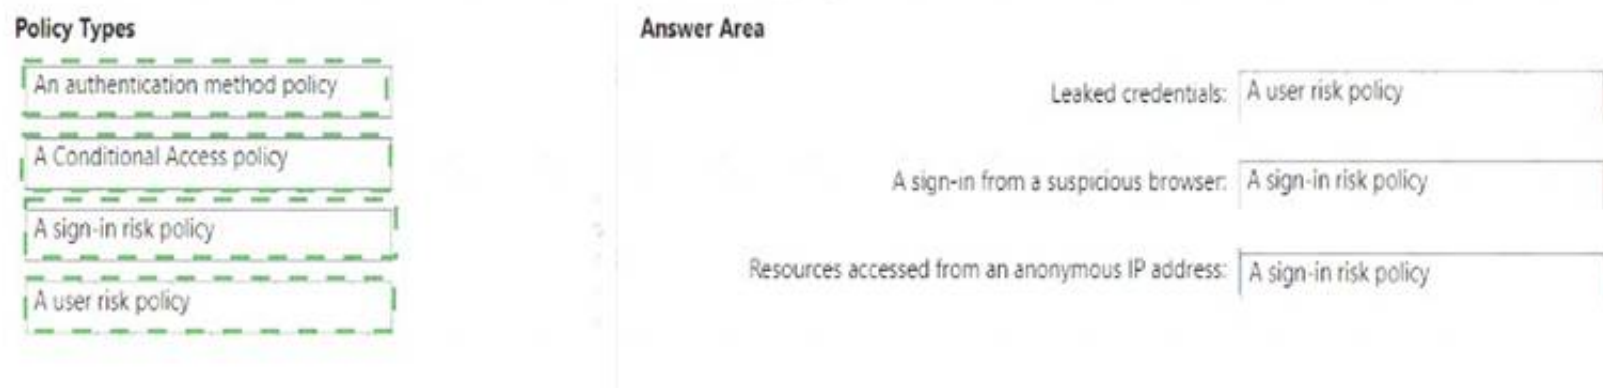 Policy Types
An authentication method policy
A Conditional Access policy
A sign-in risk policy
A user risk policy
Answer Area
Leaked credentials: A user risk policy
A sign-in from a suspicious browser: A sign-in risk policy
Resources accessed from an anonymous IP address: A sign-in risk policy